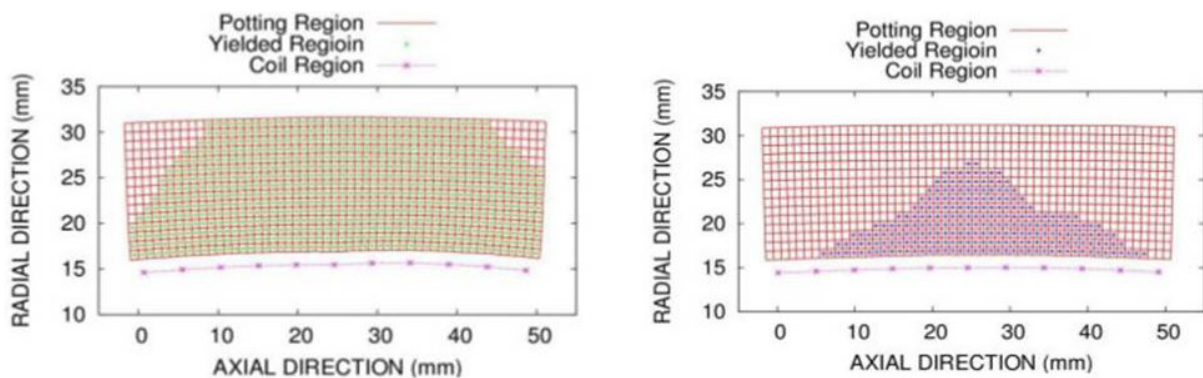 Potting Region
Yielded Regioin
Coil Region
RADIAL DIRECTION (mm)
35
30
25
20
15
10
0 10 20 30 40 50
AXIAL DIRECTION (mm)
Potting Region
Yielded Regioin
Coil Region
RADIAL DIRECTION (mm)
35
30
25
20
15
10
0 10 20 30 40 50
AXIAL DIRECTION (mm)